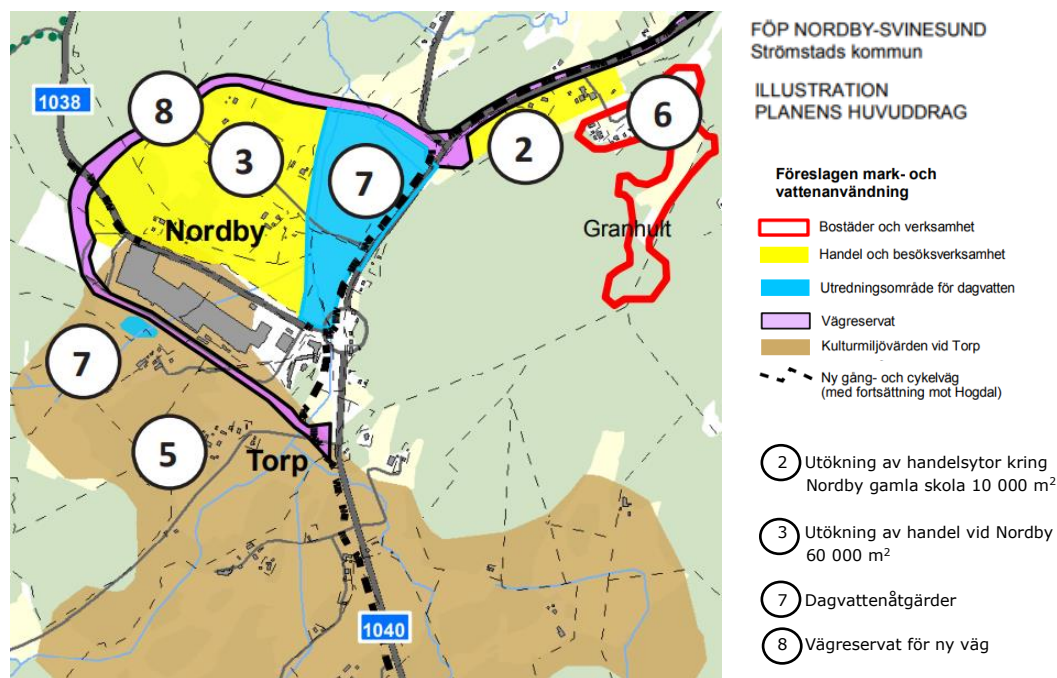 1038
8
3
7
2
6
Nordby
Granhult
7
5
Torp
1040
FÖP NORDBY-SVINESUND
Strömstads kommun
ILLUSTRATION
PLANENS HUVUDDRAG
Föreslagen mark- och
vattenanvändning
Bostäder och verksamhet
Handel och besöksverksamhet
Utredningsområde för dagvatten
Vägreservat
Kulturmiljövärden vid Torp
Ny gång- och cykelväg
(med fortsättning mot Hogdal)
2 Utökning av handelsytor kring
Nordby gamla skola 10 000 m²
3 Utökning av handel vid Nordby
60 000 m²
7 Dagvattenåtgärder
8 Vägreservat för ny väg